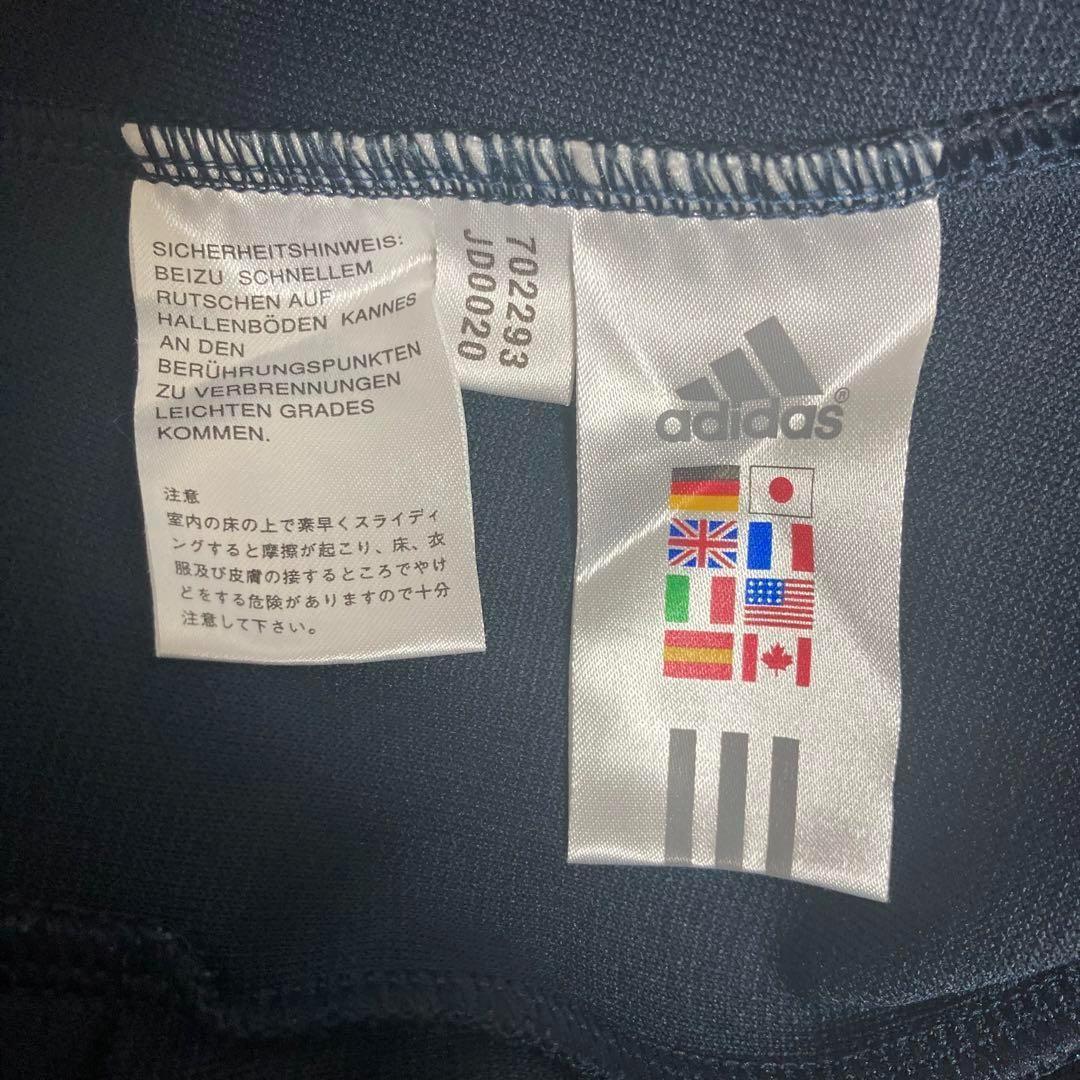 SICHERHEITSHINWEIS:
BEIZU SCHNELLEM
RUTSCHEN AUF
HALLENBÖDEN KANNES
AN DEN
BERÜHRUNGSPUNKTEN
ZU VERBRENNUNGEN
LEICHTEN GRADES
KOMMEN.
注意
室内の床の上で素早くスライディ
ングすると摩擦が起こり、床、衣
服及び皮膚の接するところでやけ
どをする危険がありますので十分
注意して下さい。
702293
JD0020
adidas®